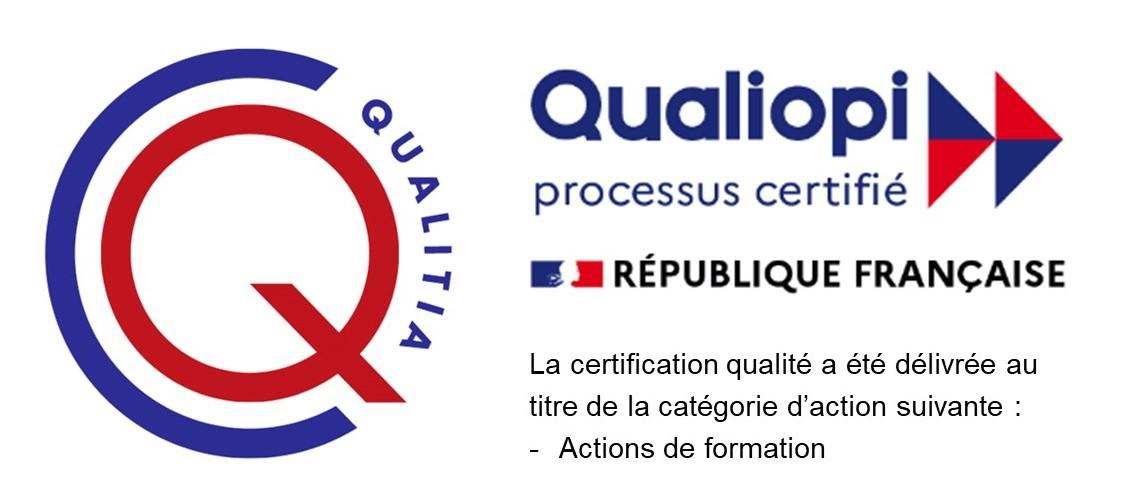 QUALITIA
Qualiopi
processus certifié
RÉPUBLIQUE FRANÇAISE
La certification qualité a été délivrée au
titre de la catégorie d’action suivante :
- Actions de formation